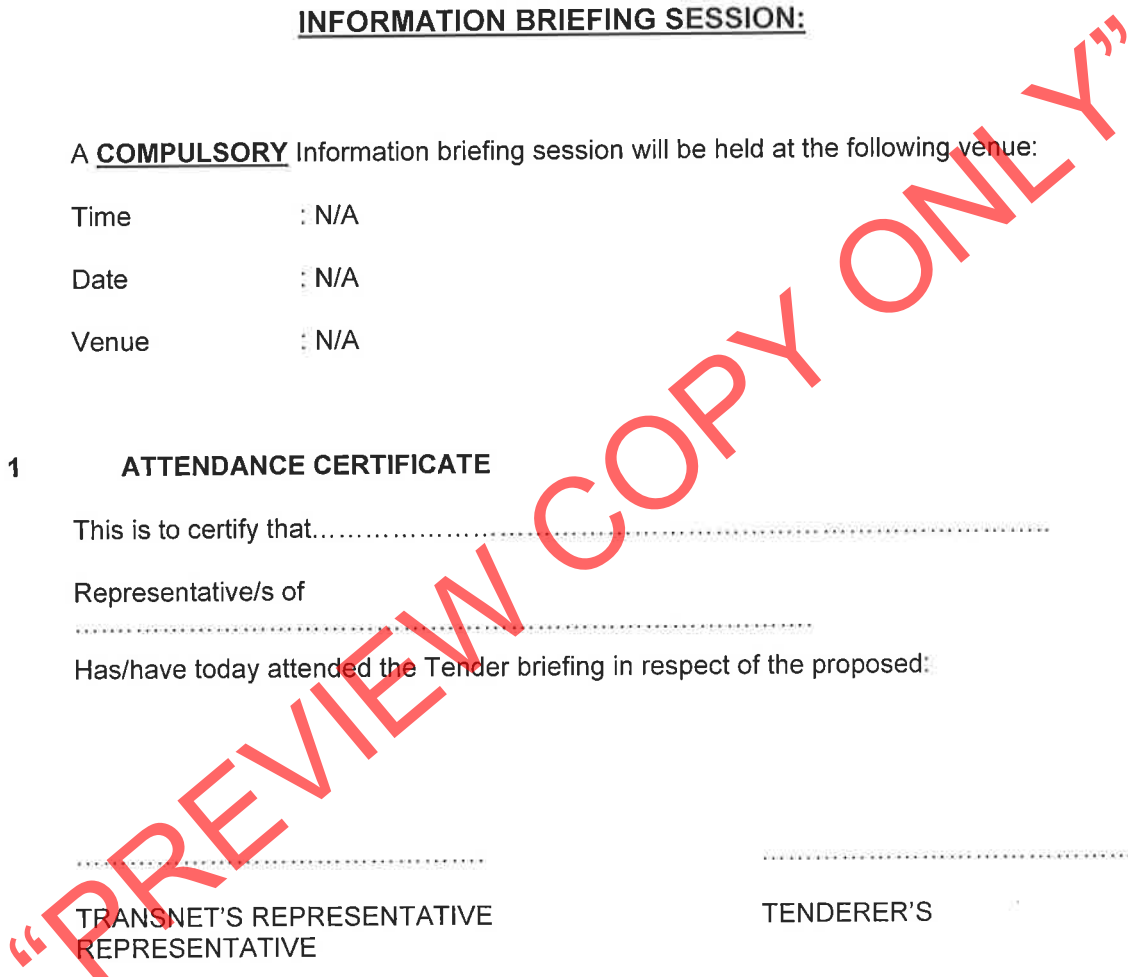 INFORMATION BRIEFING SESSION:
A COMPULSORY Information briefing session will be held at the following venue:
Time : N/A
Date : N/A
Venue : N/A
1 ATTENDANCE CERTIFICATE
This is to certify that.......................................................................................
Representative/s of
.......................................................................................
Has/have today attended the Tender briefing in respect of the proposed:
............................................... ...........................................
TRANSNET'S REPRESENTATIVE TENDERER'S
REPRESENTATIVE
“PREVIEW COPY ONLY”